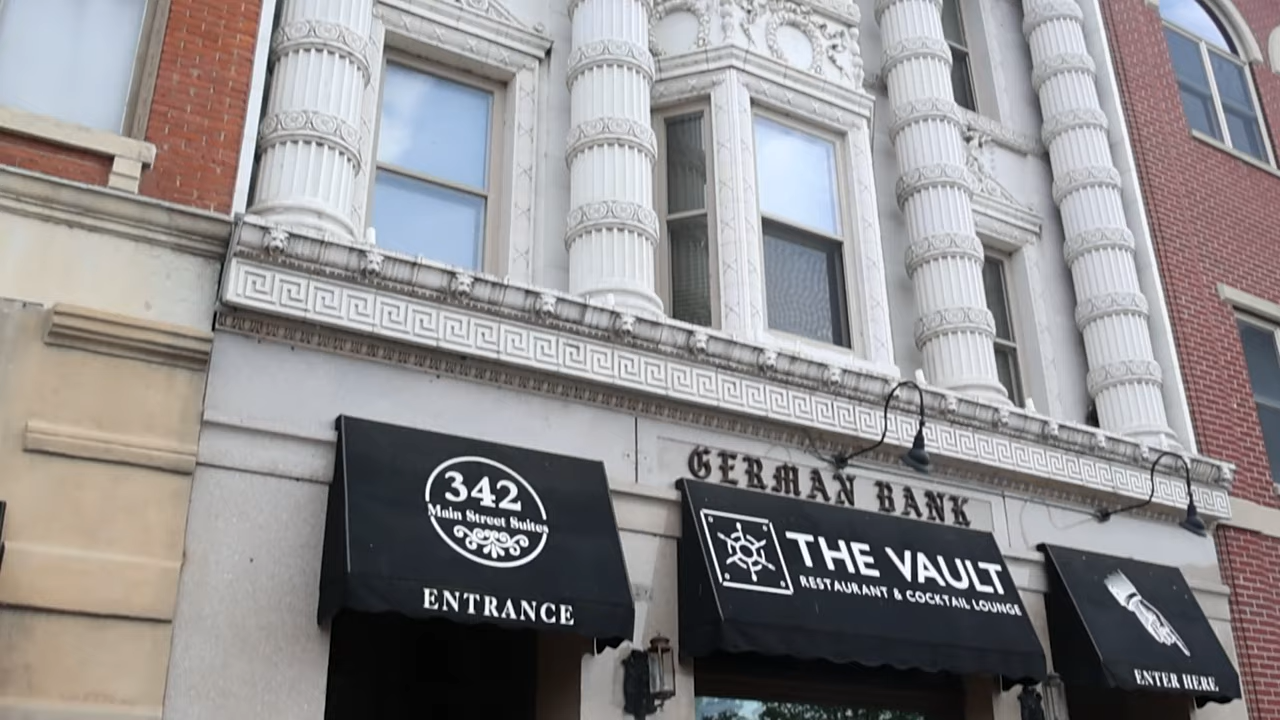 342
Main Street Suites
ENTRANCE
GERMAN BANK
THE VAULT
RESTAURANT & COCKTAIL LOUNGE
ENTER HERE